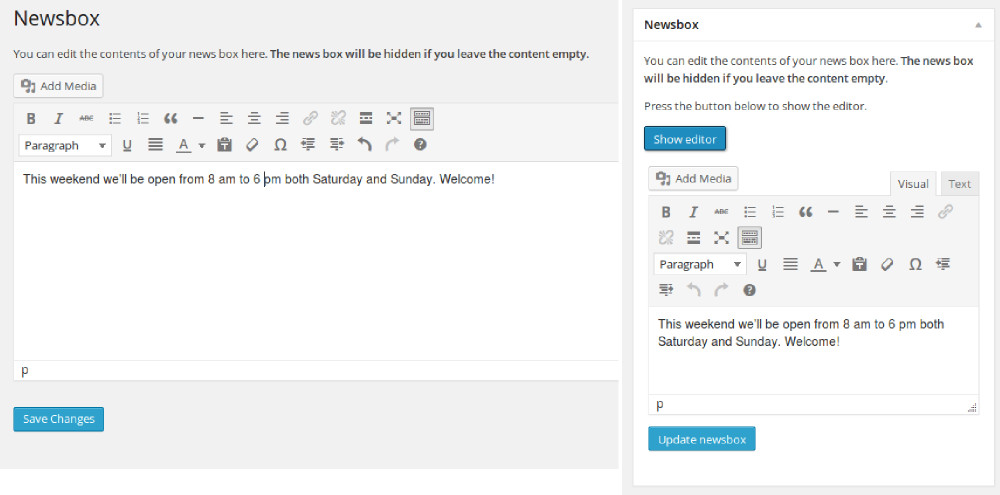 Newsbox
You can edit the contents of your news box here. The news box will be hidden if you leave the content empty.
Add Media
B I ABC
Paragraph U A Ω
This weekend we'll be open from 8 am to 6 pm both Saturday and Sunday. Welcome!
p
Save Changes
Newsbox
You can edit the contents of your news box here. The news box
will be hidden if you leave the content empty.
Press the button below to show the editor.
Show editor
Add Media
Visual Text
B I ABC
Paragraph U A Ω
This weekend we'll be open from 8 am to 6 pm both
Saturday and Sunday. Welcome!
p
Update newsbox